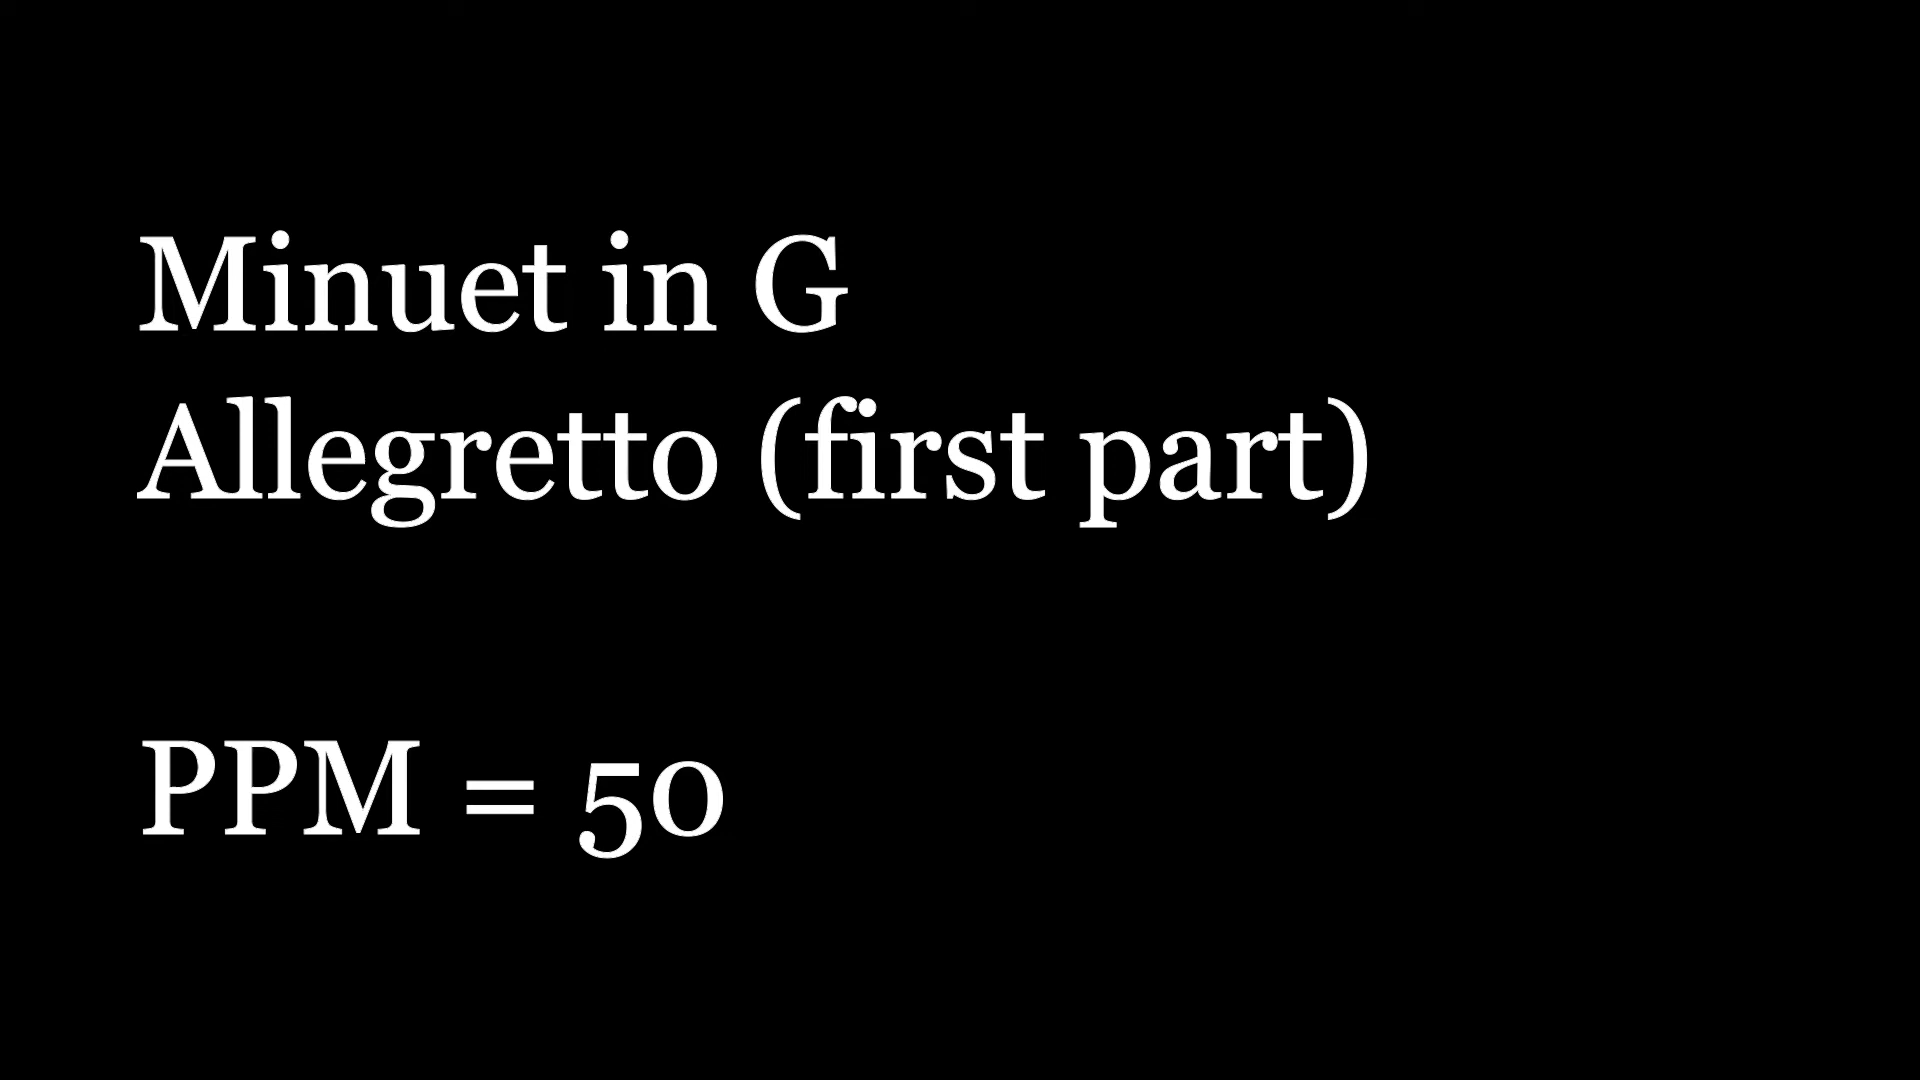 Minuet in G
Allegretto (first part)
PPM = 50